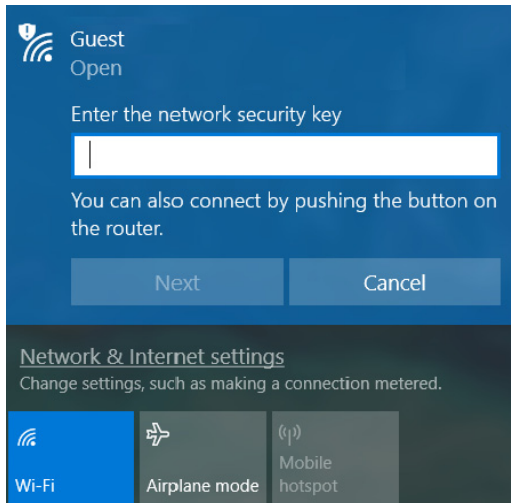 Guest
Open
Enter the network security key
You can also connect by pushing the button on
the router.
Next
Cancel
Network & Internet settings
Change settings, such as making a connection metered.
Wi-Fi
Airplane mode
Mobile
hotspot